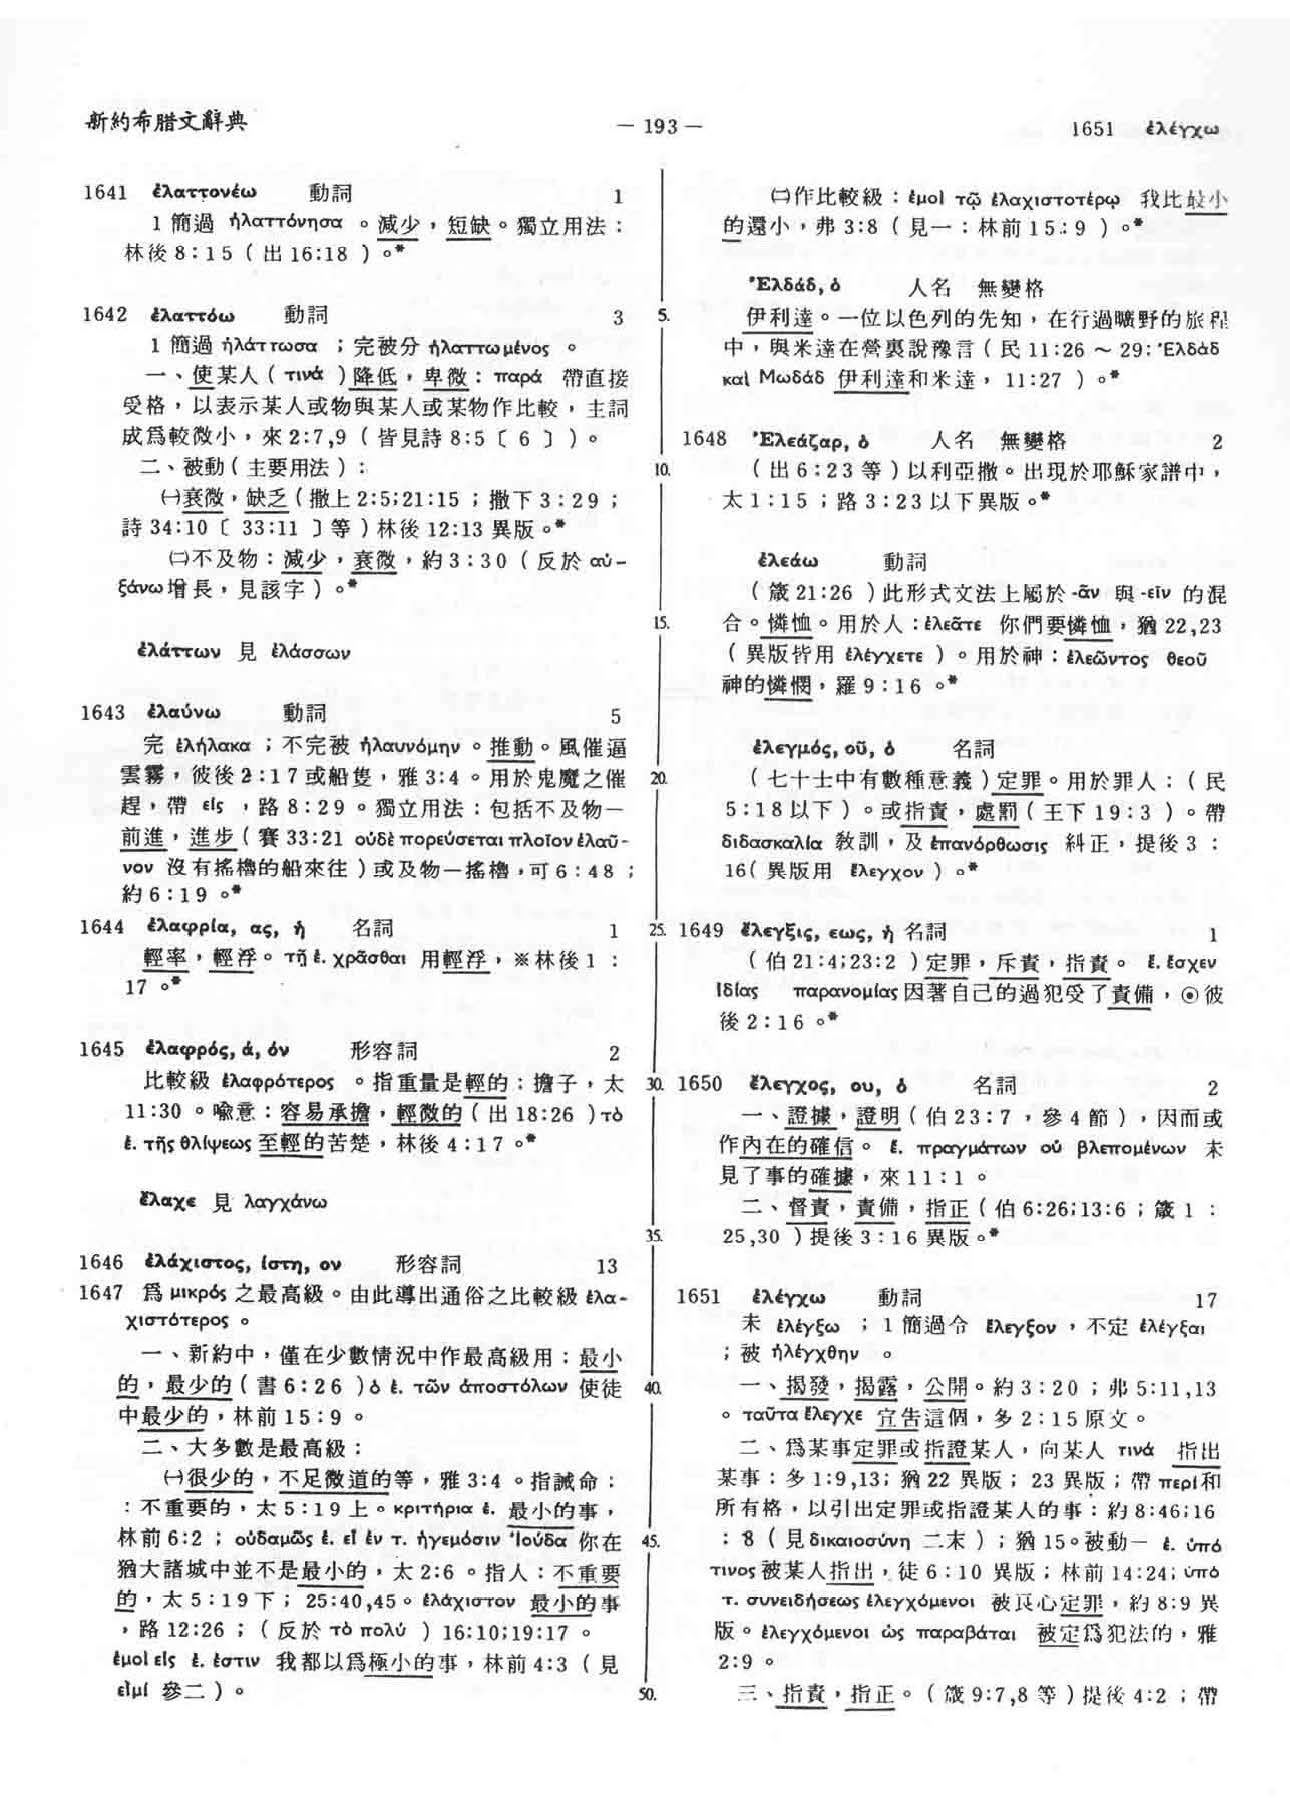 新約希腊文辭典
— 193 —
1651 ἐλέγχω
1641 ἐλαττονέω 動詞 1
1 簡過 ἠλαττόνησα 。減少，短缺。獨立用法：
林後 8：15（出 16:18 ）。*
1642 ἐλαττόω 動詞 3
1 簡過 ἠλάττωσα ；完被分 ἠλαττωμένος 。
一、使某人（ τινά ）降低，卑微：παρά 帶直接
受格，以表示某人或物與某人或某物作比較，主詞
成爲較微小，來 2:7,9（皆見詩 8:5〔 6 〕）。
二、被動（主要用法）：
㈠衰微，缺乏（撒上 2:5;21:15 ；撒下 3：29 ；
詩 34:10〔 33:11 〕等）林後 12:13 異版。*
㈡不及物：減少，衰微，約 3：30（反於 αὐ-
ξάνω 增長，見該字）。*
ἐλάττων 見 ἐλάσσων
1643 ἐλαύνω 動詞 5
完 ἐλήλακα ；不完被 ἠλαυνόμην 。推動。風催逼
雲霧，彼後 2：17 或船隻，雅 3:4 。用於鬼魔之催
趕，帶 εἰς ，路 8：29 。獨立用法：包括不及物—
前進，進步（賽 33:21 οὐδὲ πορεύσεται πλοῖον ἐλαῦ-
νον 沒有搖櫓的船來往）或及物—搖櫓，可 6：48 ；
約 6：19 。*
1644 ἐλαφρία, ας, ἡ 名詞 1
輕率，輕浮。 τῇ ἐ. χρᾶσθαι 用輕浮，※林後 1 ：
17 。*
1645 ἐλαφρός, ά, όν 形容詞 2
比較級 ἐλαφρότερος 。指重量是輕的：擔子，太
11:30 。喻意：容易承擔，輕微的（出 18:26 ）τὸ
ἐ. τῆς θλίψεως 至輕的苦楚，林後 4：17 。*
ἔλαχε 見 λαγχάνω
1646 ἐλάχιστος, ίστη, ον 形容詞 13
1647 爲 μικρός 之最高級。由此導出通俗之比較級 ἐλα-
χιστότερος 。
一、新約中，僅在少數情況中作最高級用：最小
的，最少的（書 6：26 ）ὁ ἐ. τῶν ἀποστόλων 使徒
中最少的，林前 15：9 。
二、大多數是最高級：
㈠很少的，不足微道的等，雅 3:4 。指誡命：
：不重要的，太 5：19 上。κριτήρια ἐ. 最小的事，
林前 6:2 ； οὐδαμῶς ἐ. εἶ ἐν τ. ἡγεμόσιν Ἰούδα 你在
猶大諸城中並不是最小的，太 2:6 。指人：不重要
的，太 5：19 下； 25:40,45。 ἐλάχιστον 最小的事
，路 12:26 ；（反於 τὸ πολύ ）16:10;19:17 。
ἐμοὶ εἰς ἐ. ἐστιν 我都以爲極小的事，林前 4:3（見
εἰμί 參二）。
5.
10.
15.
20.
25.
30.
35.
40.
45.
50.
㈡作比較級：ἐμοὶ τῷ ἐλαχιστοτέρῳ 我比最小
的還小，弗 3:8（見一：林前 15：9 ）。*
Ἐλδάδ, ὁ 人名 無變格
伊利達。一位以色列的先知，在行過曠野的旅程
中，與米達在營裏說豫言（民 11:26 ～ 29: Ἐλδὰδ
καὶ Μωδάδ 伊利達和米達，11:27 ）。*
1648 Ἐλεάζαρ, ὁ 人名 無變格 2
（出 6：23 等）以利亞撒。出現於耶穌家譜中，
太 1：15 ；路 3：23 以下異版。*
ἐλεάω 動詞
（箴 21：26 ）此形式文法上屬於 -ᾶν 與 -εῖν 的混
合。憐恤。用於人：ἐλεᾶτε 你們要憐恤，猶 22,23
（異版皆用 ἐλέγχετε ）。用於神：ἐλεῶντος θεοῦ
神的憐憫，羅 9：16 。*
ἐλεγμός, οῦ, ὁ 名詞
（七十士中有數種意義）定罪。用於罪人：（民
5：18 以下）。或指責，處罰（王下 19：3 ）。帶
διδασκαλία 教訓，及 ἐπανόρθωσις 糾正，提後 3 ：
16（異版用 ἔλεγχον ）。*
1649 ἔλεγξις, εως, ἡ 名詞 1
（伯 21：4;23：2 ）定罪，斥責，指責。 ἐ. ἔσχεν
ἰδίας παρανομίας 因著自己的過犯受了責備，⊙彼
後 2：16 。*
1650 ἔλεγχος, ου, ὁ 名詞 2
一、證據，證明（伯 23：7 ，參 4 節），因而或
作內在的確信。 ἐ. πραγμάτων οὐ βλεπομένων 未
見了事的確據，來 11：1 。
二、督責，責備，指正（伯 6:26;13:6 ；箴 1 ：
25,30 ）提後 3：16 異版。*
1651 ἐλέγχω 動詞 17
未 ἐλέγξω ；1 簡過令 ἔλεγξον ，不定 ἐλέγξαι
；被 ἠλέγχθην 。
一、揭發，揭露，公開。約 3：20 ；弗 5:11,13
。 ταῦτα ἔλεγχε 宣告這個，多 2：15 原文。
二、爲某事定罪或指證某人，向某人 τινά 指出
某事：多 1:9,13；猶 22 異版； 23 異版；帶 περί 和
所有格，以引出定罪或指證某人的事：約 8:46;16
：8（見 δικαιοσύνη 二末）；猶 15。被動— ἐ. ὑπό
τινος 被某人指出，徒 6：10 異版；林前 14:24; ὑπὸ
τ. συνειδήσεως ἐλεγχόμενοι 被良心定罪，約 8:9 異
版。ἐλεγχόμενοι ὡς παραβάται 被定爲犯法的，雅
2:9 。
三、指責，指正。（箴 9:7,8 等）提後 4:2 ；帶